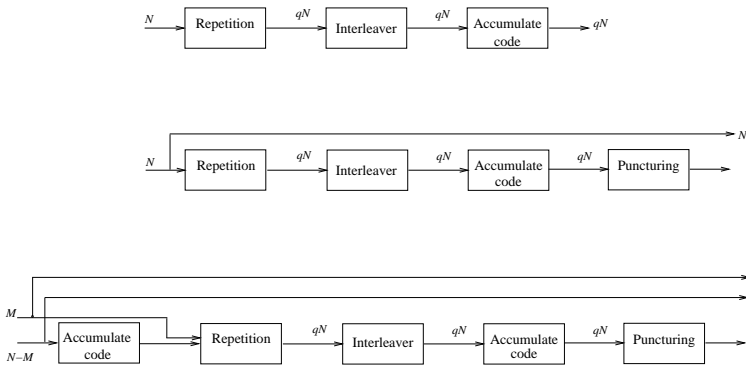 N Repetition qN Interleaver qN Accumulate code qN
N
N Repetition qN Interleaver qN Accumulate code qN Puncturing
M
N−M Accumulate code Repetition qN Interleaver qN Accumulate code qN Puncturing